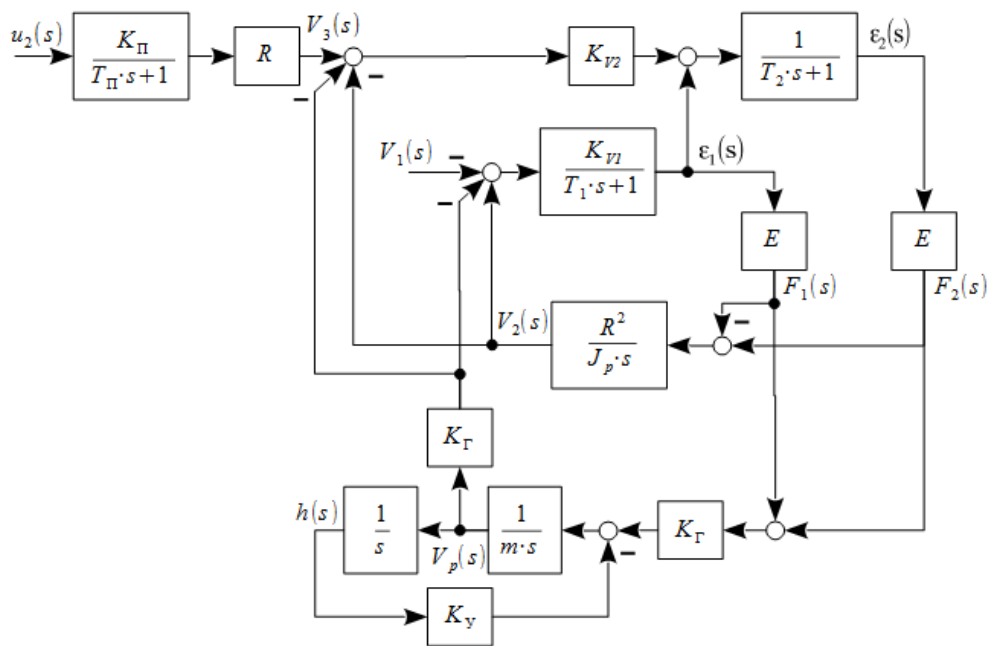 u₂(s)
K_П / (T_П·s+1)
R
V₃(s)
−
−
K_V2
1 / (T₂·s+1)
ε₂(s)
V₁(s)
−
−
K_V1 / (T₁·s+1)
ε₁(s)
E
E
F₁(s)
F₂(s)
V₂(s)
R² / (J_p·s)
−
K_Г
h(s)
1 / s
V_p(s)
1 / (m·s)
−
K_Г
K_У